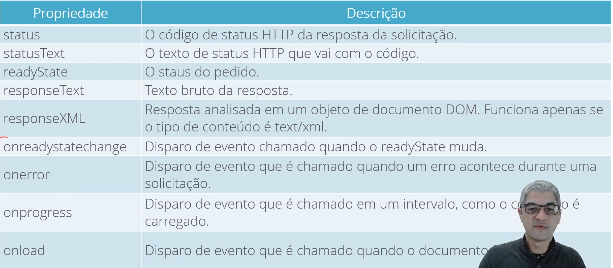 Propriedade Descrição
status O código de status HTTP da resposta da solicitação.
statusText O texto de status HTTP que vai com o código.
readyState O staus do pedido.
responseText Texto bruto da resposta.
responseXML Resposta analisada em um objeto de documento DOM. Funciona apenas se
o tipo de conteúdo é text/xml.
onreadystatechange Disparo de evento chamado quando o readyState muda.
onerror Disparo de evento que é chamado quando um erro acontece durante uma
solicitação.
onprogress Disparo de evento que é chamado em um intervalo, como o é
carregado.
onload Disparo de evento que é chamado quando o documento